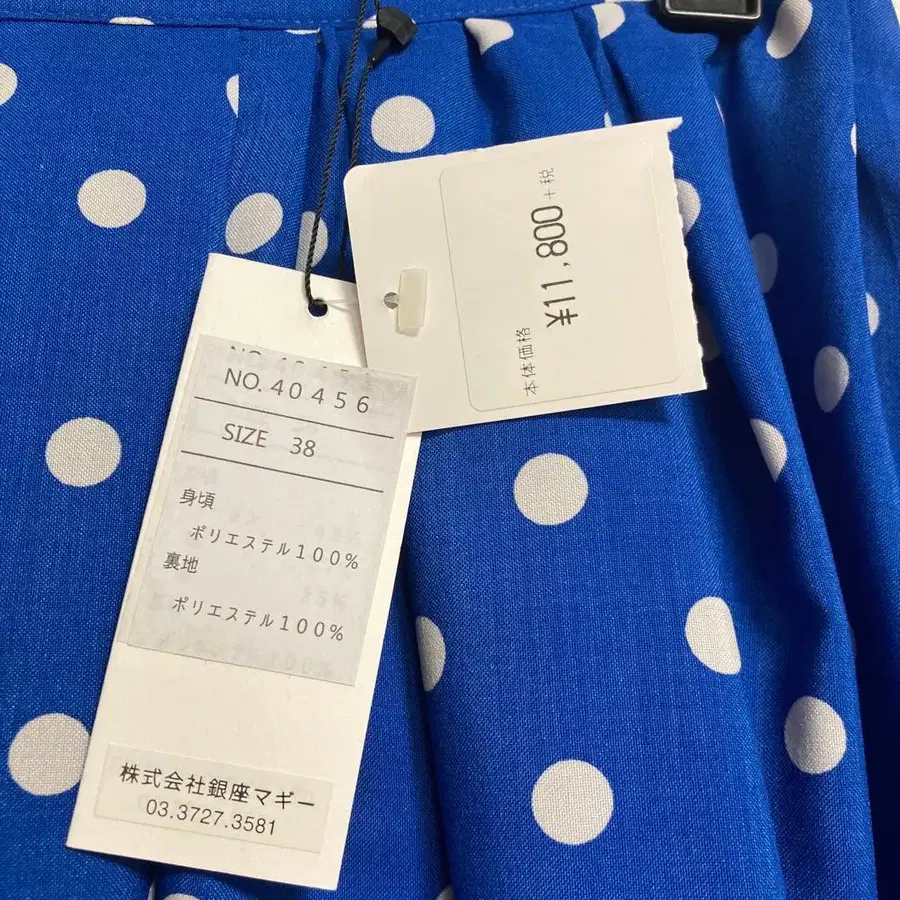 NO.40456
SIZE 38
身頃
ポリエステル100%
裏地
ポリエステル100%
株式会社銀座マギー
03.3727.3581
本体価格
¥11,800+税